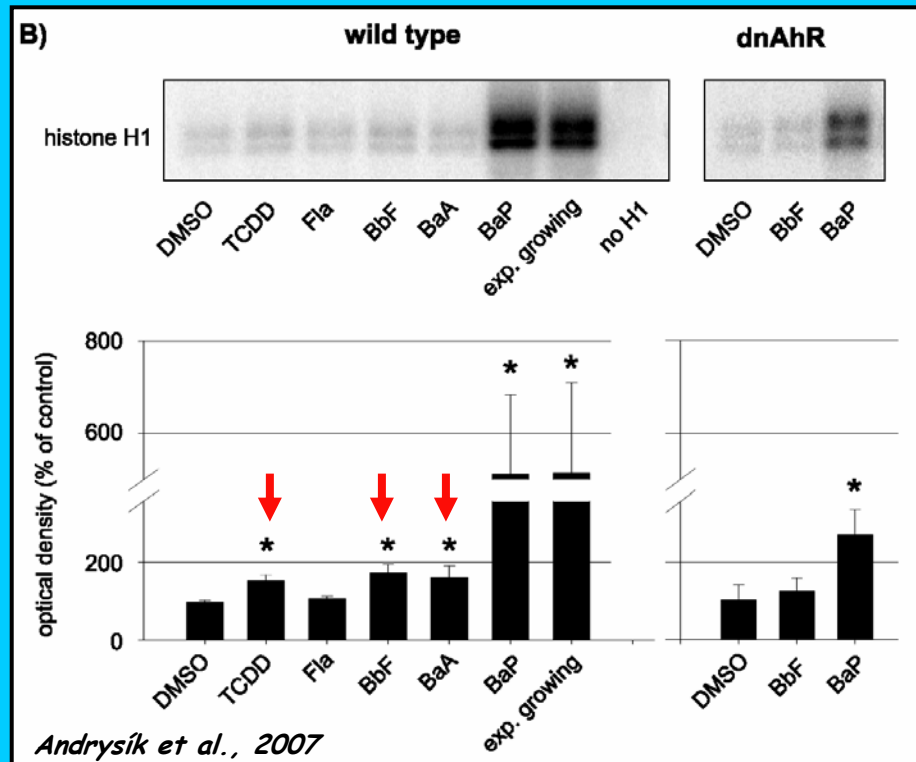 B)
wild type
dnAhR
histone H1
DMSO
TCDD
Fla
BbF
BaA
BaP
exp. growing
no H1
DMSO
BbF
BaP
optical density (% of control)
800
600
200
0
*
*
*
*
*
*
DMSO
TCDD
Fla
BbF
BaA
BaP
exp. growing
DMSO
BbF
BaP
Andrysík et al., 2007